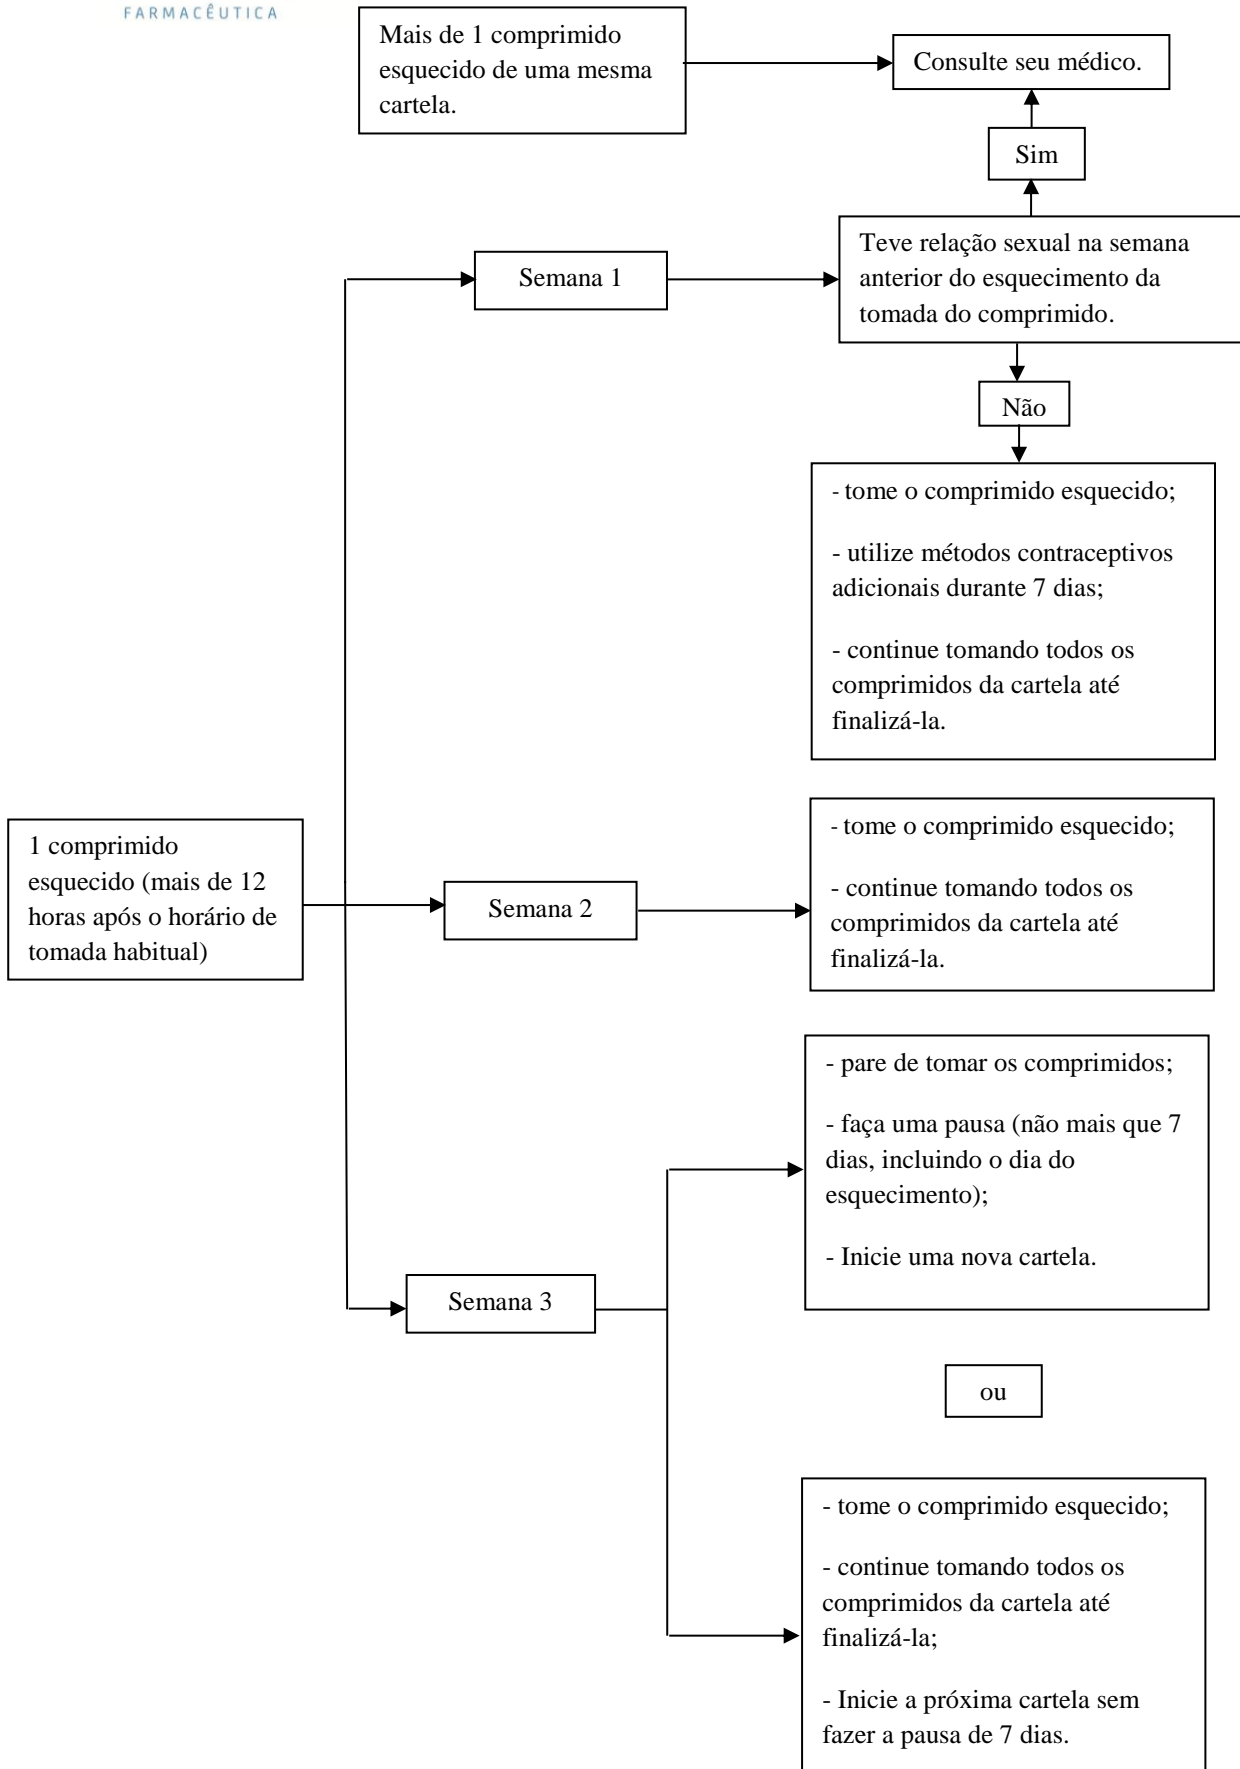 FARMACÊUTICA
Mais de 1 comprimido
esquecido de uma mesma
cartela.
Consulte seu médico.
Sim
Teve relação sexual na semana
anterior do esquecimento da
tomada do comprimido.
Semana 1
Não
- tome o comprimido esquecido;
- utilize métodos contraceptivos
adicionais durante 7 dias;
- continue tomando todos os
comprimidos da cartela até
finalizá-la.
1 comprimido
esquecido (mais de 12
horas após o horário de
tomada habitual)
Semana 2
- tome o comprimido esquecido;
- continue tomando todos os
comprimidos da cartela até
finalizá-la.
Semana 3
- pare de tomar os comprimidos;
- faça uma pausa (não mais que 7
dias, incluindo o dia do
esquecimento);
- Inicie uma nova cartela.
ou
- tome o comprimido esquecido;
- continue tomando todos os
comprimidos da cartela até
finalizá-la;
- Inicie a próxima cartela sem
fazer a pausa de 7 dias.